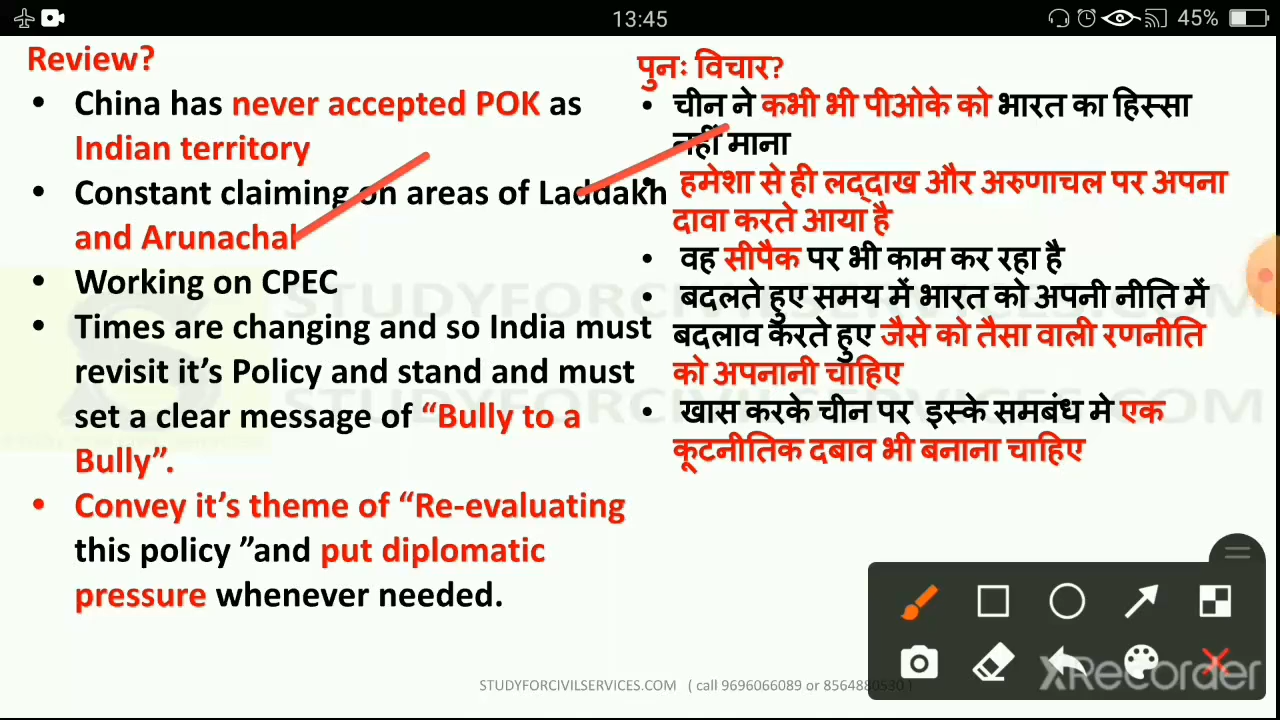 13:45
45%
Review?
• China has never accepted POK as
Indian territory
• Constant claiming on areas of Laddakh
and Arunachal
• Working on CPEC
• Times are changing and so India must
revisit it's Policy and stand and must
set a clear message of “Bully to a
Bully”.
• Convey it's theme of “Re-evaluating
this policy ”and put diplomatic
pressure whenever needed.
पुनः विचार?
• चीन ने कभी भी पीओके को भारत का हिस्सा
नहीं माना
• हमेशा से ही लद्दाख और अरुणाचल पर अपना
दावा करते आया है
• वह सीपैक पर भी काम कर रहा है
• बदलते हुए समय में भारत को अपनी नीति में
बदलाव करते हुए जैसे को तैसा वाली रणनीति
को अपनानी चाहिए
• खास करके चीन पर इस्के समबंध मे एक
कूटनीतिक दबाव भी बनाना चाहिए
STUDYFORCIVILSERVICES.COM
STUDYFORCIVILSERVICES.COM
STUDYFORCIVILSERVICES.COM ( call 9696066089 or 8564880530 )
XRecorder